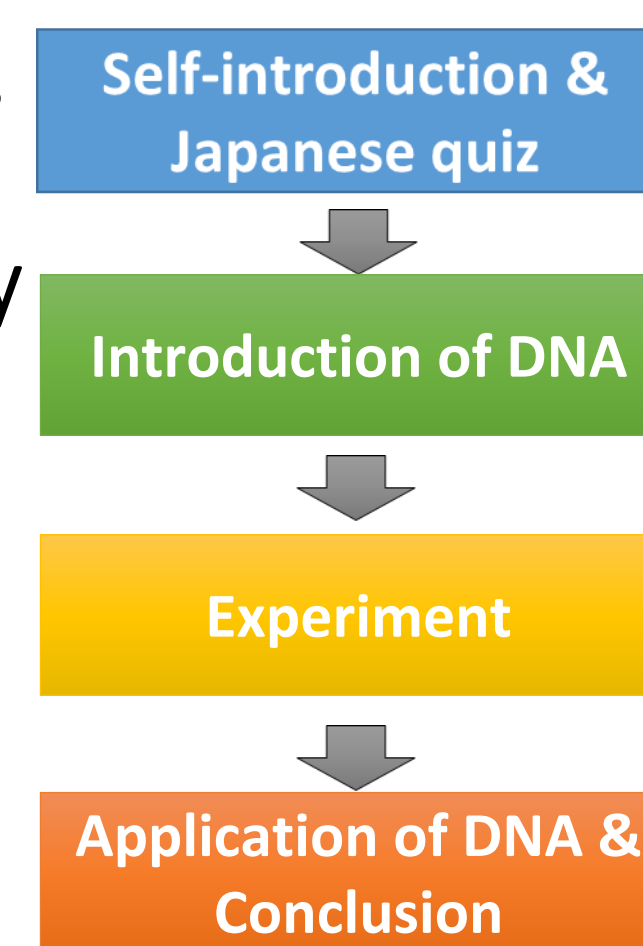 Self-introduction &
Japanese quiz
y
Introduction of DNA
Experiment
Application of DNA &
Conclusion